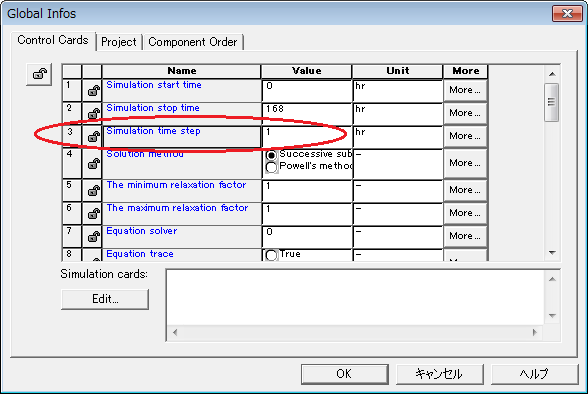 Global Infos
Control Cards Project Component Order
Name Value Unit More
1 Simulation start time 0 hr More...
2 Simulation stop time 168 hr More...
3 Simulation time step 1 hr More...
4 Solution method Successive sub - More...
Powell's method
5 The minimum relaxation factor 1 - More...
6 The maximum relaxation factor 1 - More...
7 Equation solver 0 - More...
8 Equation trace True -
Simulation cards:
Edit...
OK キャンセル ヘルプ